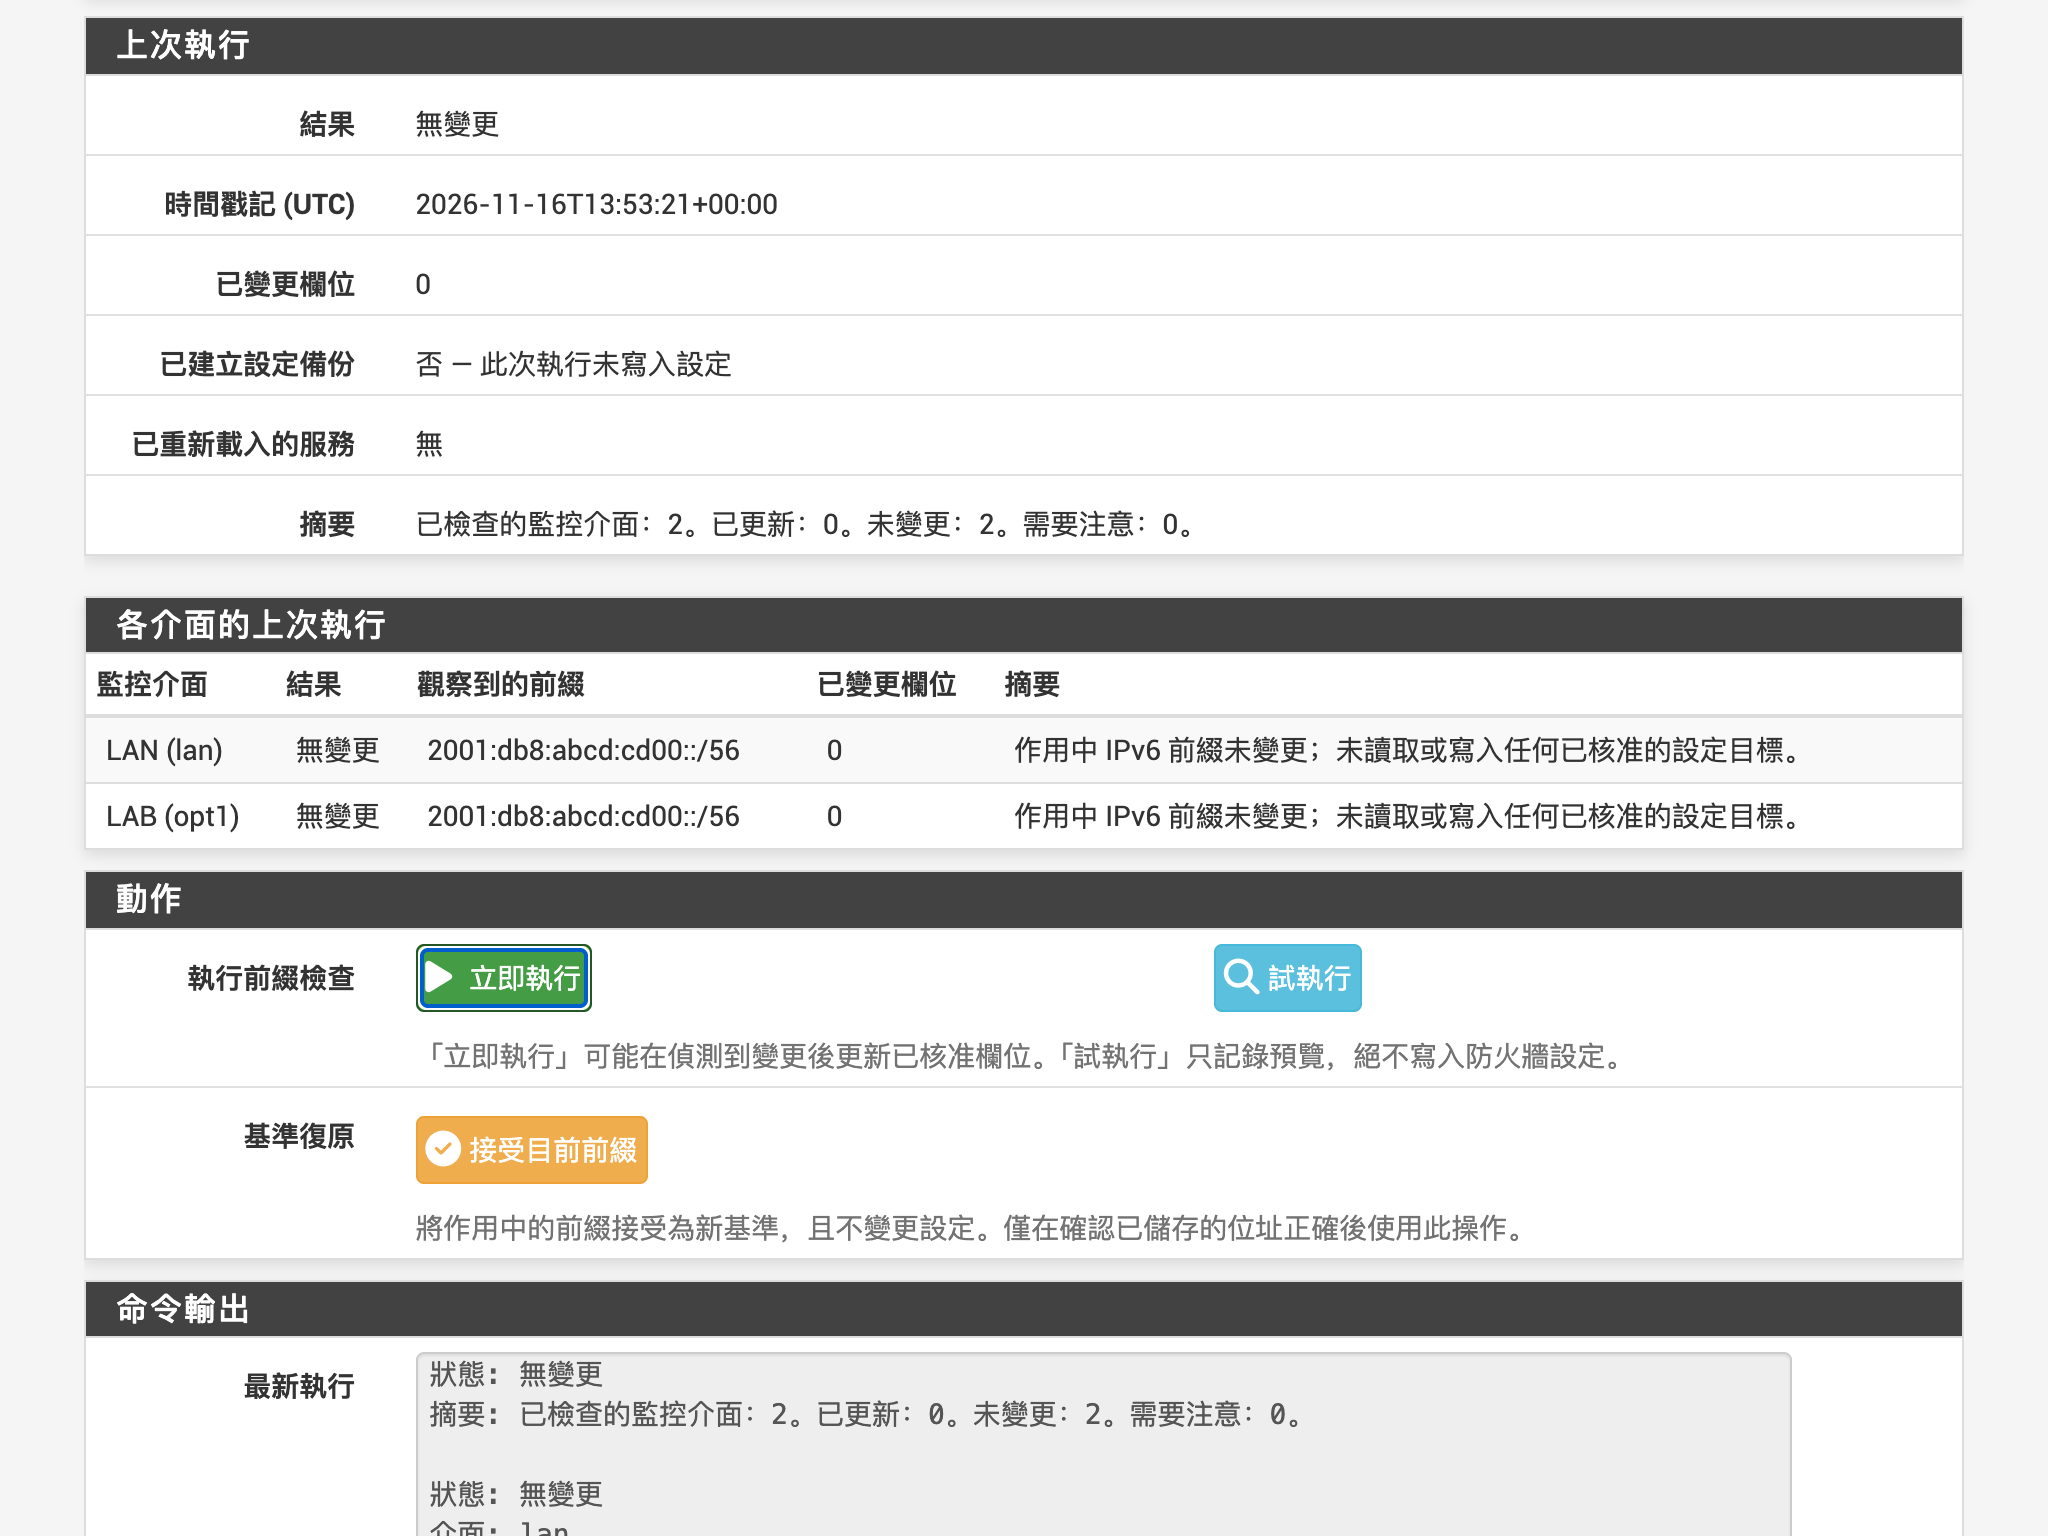 上次執行
結果 無變更
時間戳記 (UTC) 2026-11-16T13:53:21+00:00
已變更欄位 0
已建立設定備份 否 — 此次執行未寫入設定
已重新載入的服務 無
摘要 已檢查的監控介面：2。已更新：0。未變更：2。需要注意：0。
各介面的上次執行
監控介面 結果 觀察到的前綴 已變更欄位 摘要
LAN (lan) 無變更 2001:db8:abcd:cd00::/56 0 作用中 IPv6 前綴未變更；未讀取或寫入任何已核准的設定目標。
LAB (opt1) 無變更 2001:db8:abcd:cd00::/56 0 作用中 IPv6 前綴未變更；未讀取或寫入任何已核准的設定目標。
動作
執行前綴檢查 立即執行 試執行
「立即執行」可能在偵測到變更後更新已核准欄位。「試執行」只記錄預覽，絕不寫入防火牆設定。
基準復原 接受目前前綴
將作用中的前綴接受為新基準，且不變更設定。僅在確認已儲存的位址正確後使用此操作。
命令輸出
最新執行 狀態: 無變更
摘要: 已檢查的監控介面：2。已更新：0。未變更：2。需要注意：0。
狀態: 無變更
介面: lan